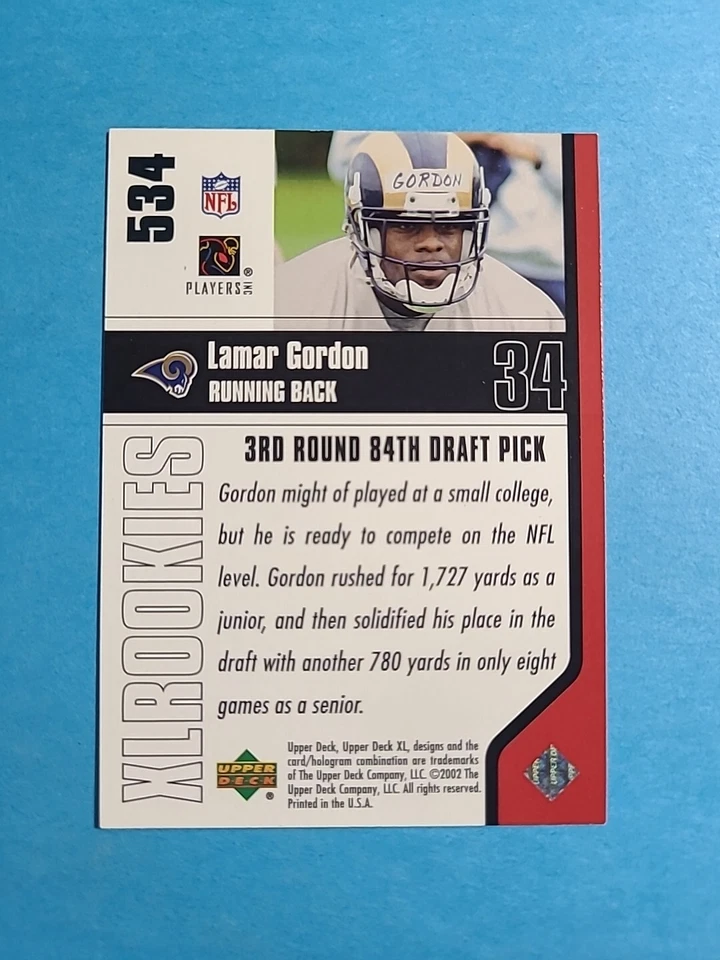 534
NFL
PLAYERS INC ®
GORDON
Lamar Gordon
RUNNING BACK
34
XLROOKIES
3RD ROUND 84TH DRAFT PICK
Gordon might of played at a small college,
but he is ready to compete on the NFL
level. Gordon rushed for 1,727 yards as a
junior, and then solidified his place in the
draft with another 780 yards in only eight
games as a senior.
UPPER
DECK ®
Upper Deck, Upper Deck XL, designs and the
card/hologram combination are trademarks
of The Upper Deck Company, LLC. ©2002 The
Upper Deck Company, LLC. All rights reserved.
Printed in the U.S.A.